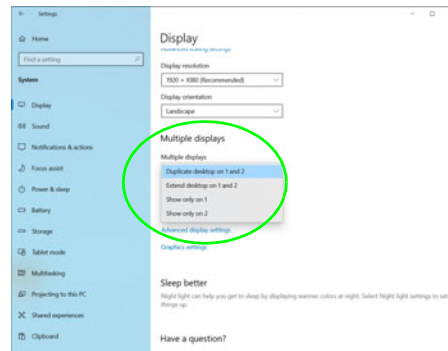 Settings
Home
Find a setting
System
Display
Sound
Notifications & actions
Focus assist
Power & sleep
Battery
Storage
Tablet mode
Multitasking
Projecting to this PC
Shared experiences
Clipboard
Display
Advanced scaling settings
Display resolution
1920 × 1080 (Recommended)
Display orientation
Landscape
Multiple displays
Multiple displays
Duplicate desktop on 1 and 2
Extend desktop on 1 and 2
Show only on 1
Show only on 2
Advanced display settings
Graphics settings
Sleep better
Night light can help you get to sleep by displaying warmer colors at night. Select Night light settings to set
things up.
Have a question?